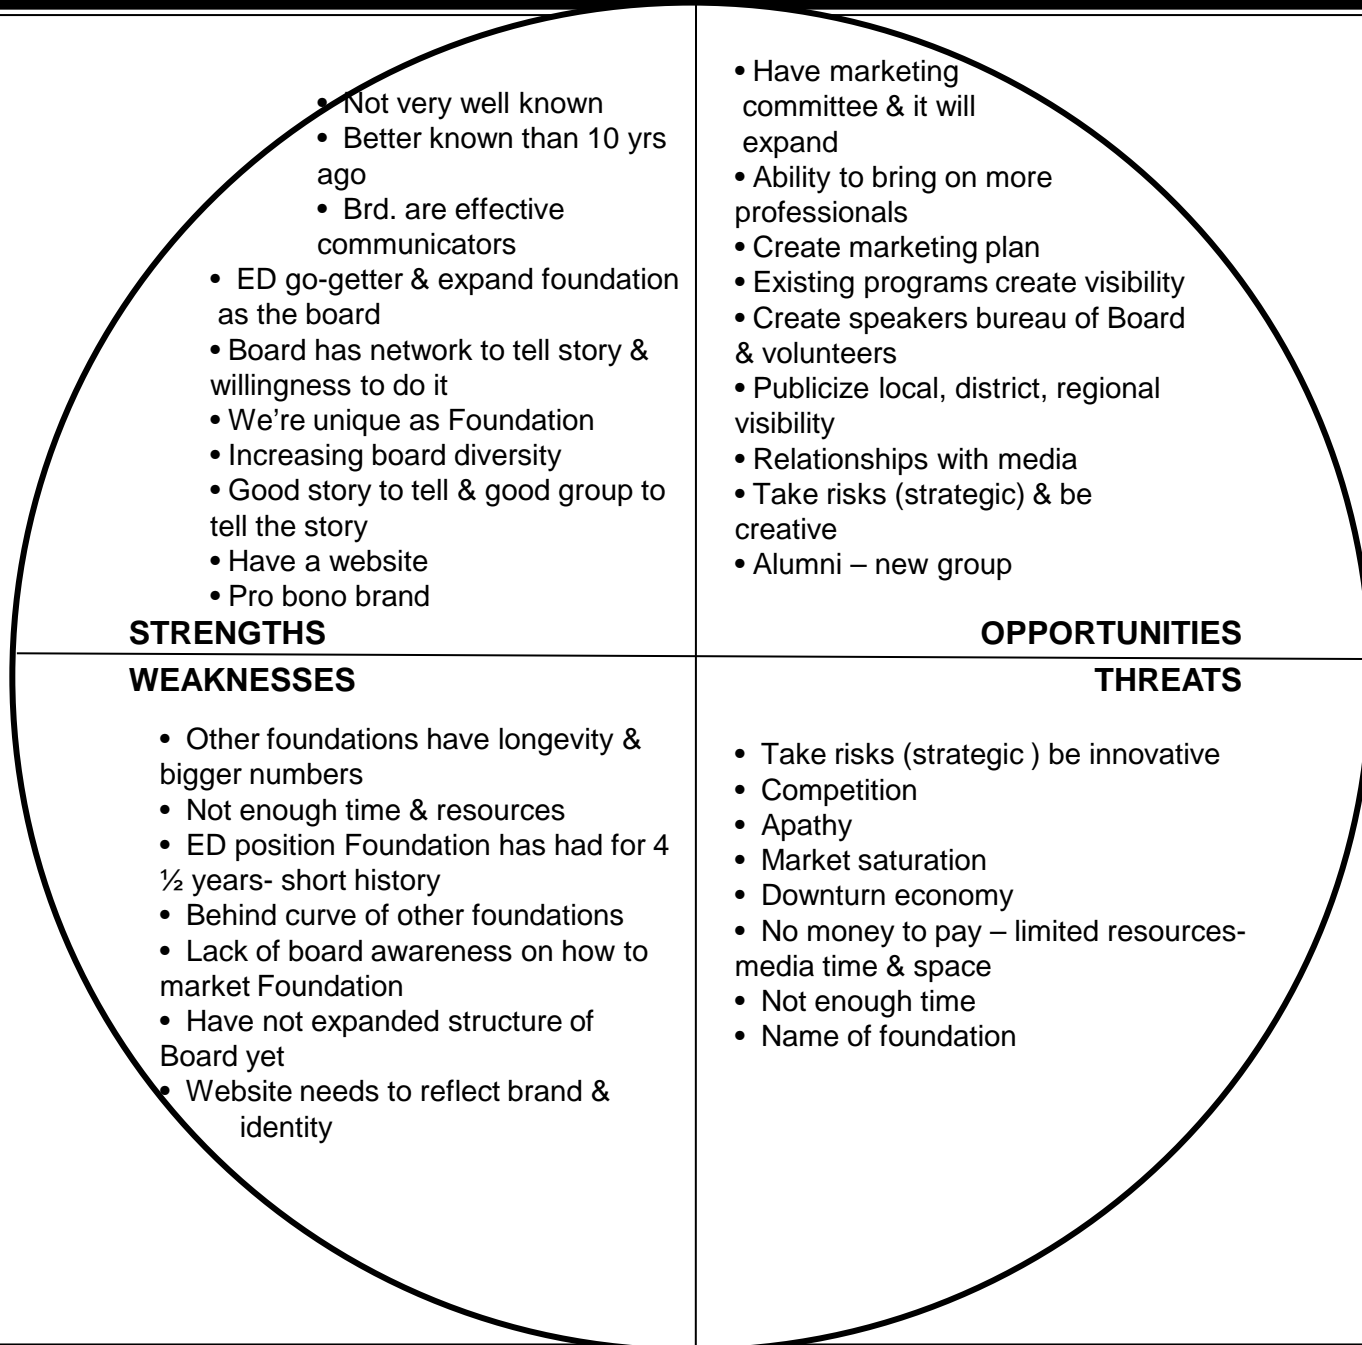 • Not very well known
• Better known than 10 yrs
ago
• Brd. are effective
communicators
• ED go-getter & expand foundation
as the board
• Board has network to tell story &
willingness to do it
• We're unique as Foundation
• Increasing board diversity
• Good story to tell & good group to
tell the story
• Have a website
• Pro bono brand
STRENGTHS
• Have marketing
committee & it will
expand
• Ability to bring on more
professionals
• Create marketing plan
• Existing programs create visibility
• Create speakers bureau of Board
& volunteers
• Publicize local, district, regional
visibility
• Relationships with media
• Take risks (strategic) & be
creative
• Alumni – new group
OPPORTUNITIES
WEAKNESSES
• Other foundations have longevity &
bigger numbers
• Not enough time & resources
• ED position Foundation has had for 4
½ years- short history
• Behind curve of other foundations
• Lack of board awareness on how to
market Foundation
• Have not expanded structure of
Board yet
• Website needs to reflect brand &
identity
THREATS
• Take risks (strategic ) be innovative
• Competition
• Apathy
• Market saturation
• Downturn economy
• No money to pay – limited resources-
media time & space
• Not enough time
• Name of foundation